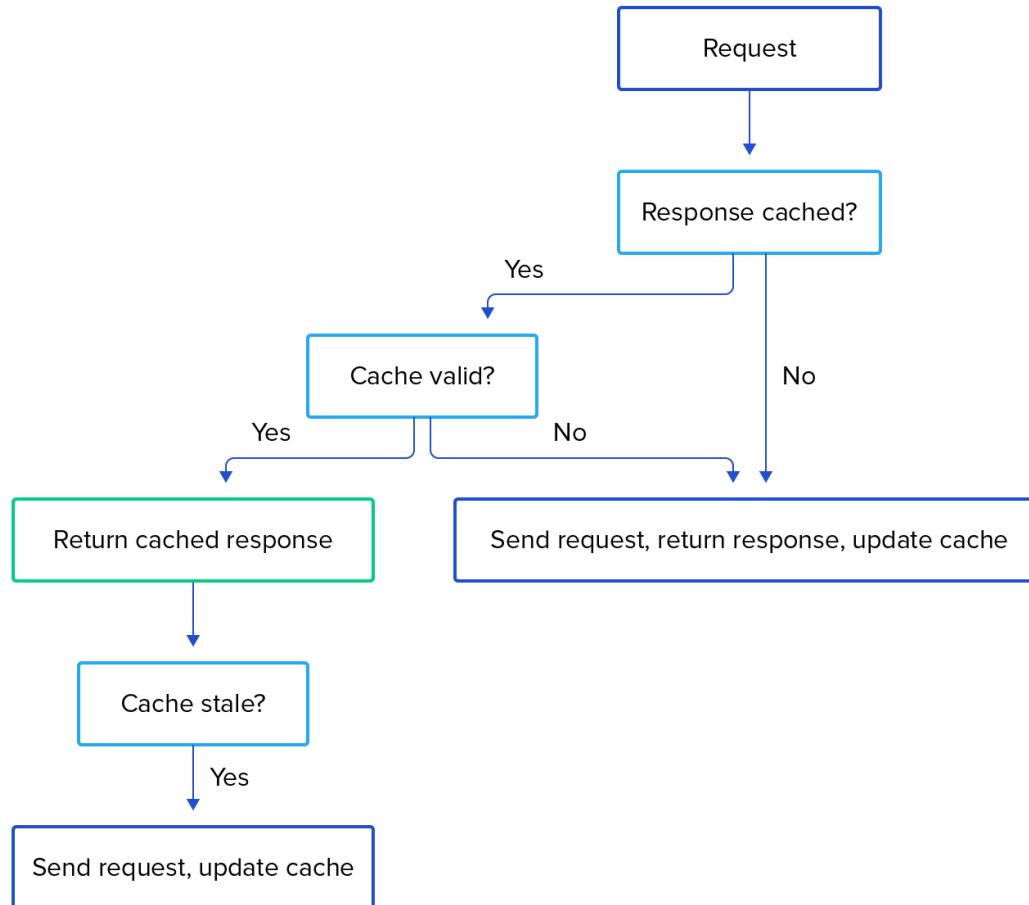 Request
Response cached?
Yes
Cache valid?
No
Yes
No
Return cached response
Send request, return response, update cache
Cache stale?
Yes
Send request, update cache